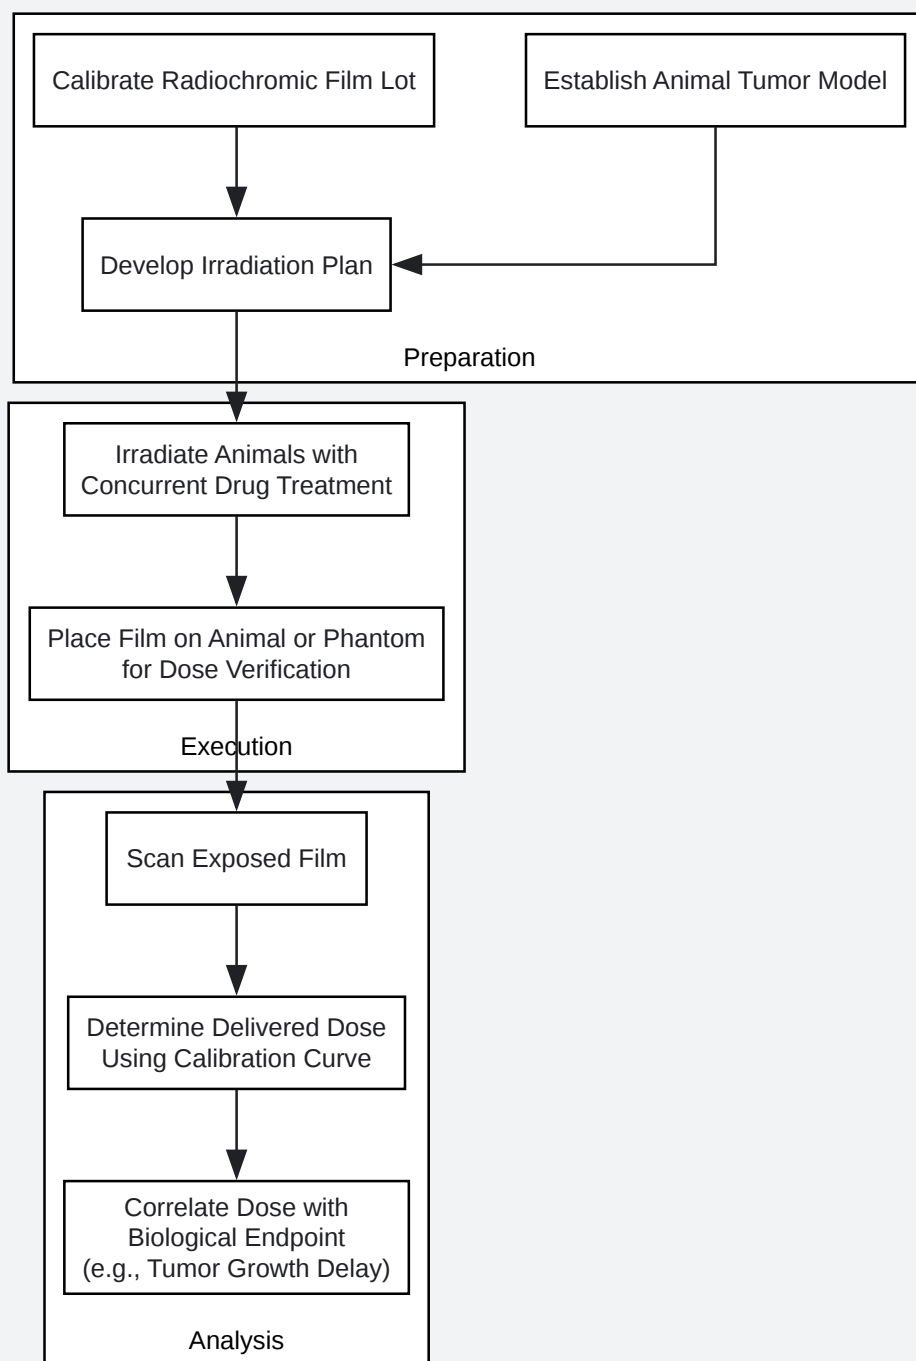 Calibrate Radiochromic Film Lot
Establish Animal Tumor Model
Develop Irradiation Plan
Preparation
Irradiate Animals with
Concurrent Drug Treatment
Place Film on Animal or Phantom
for Dose Verification
Execution
Scan Exposed Film
Determine Delivered Dose
Using Calibration Curve
Correlate Dose with
Biological Endpoint
(e.g., Tumor Growth Delay)
Analysis